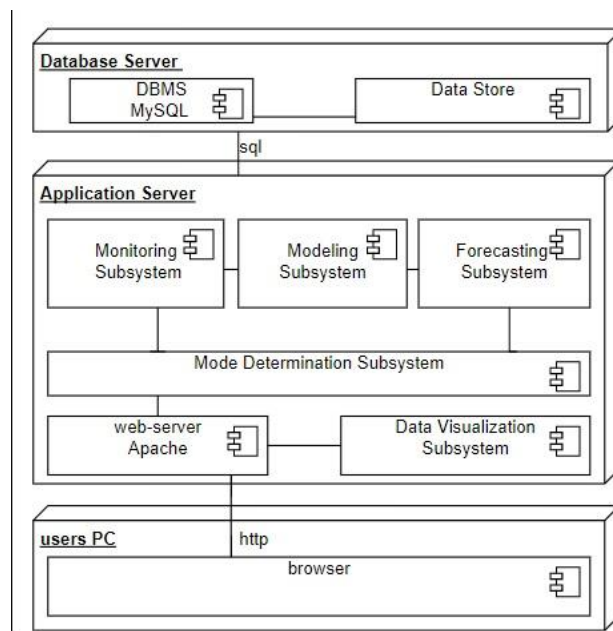 Database Server
DBMS
MySQL
Data Store
sql
Application Server
Monitoring
Subsystem
Modeling
Subsystem
Forecasting
Subsystem
Mode Determination Subsystem
web-server
Apache
Data Visualization
Subsystem
users PC
http
browser